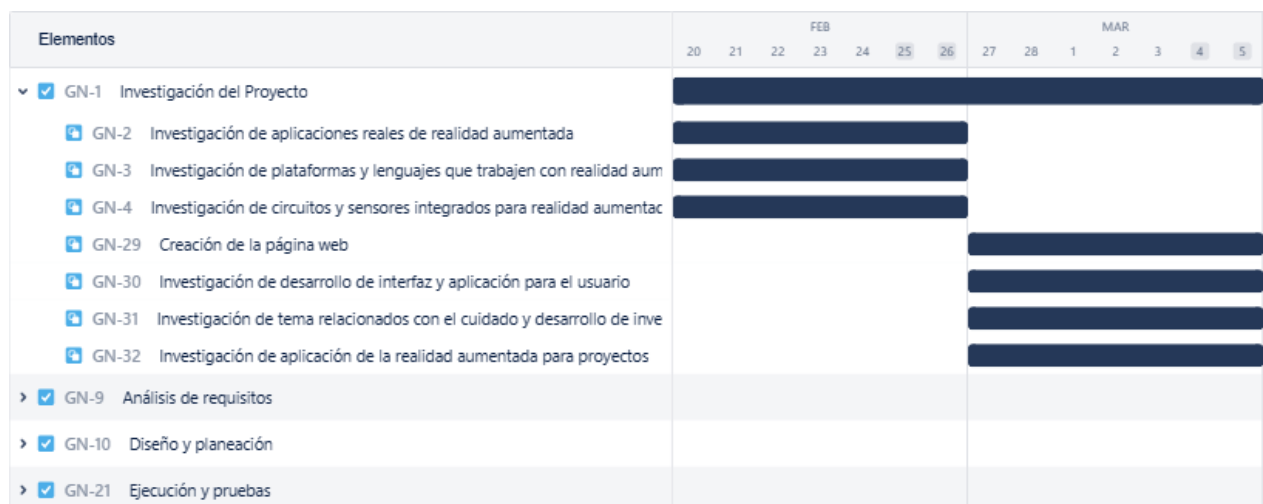 Elementos
FEB MAR
20 21 22 23 24 25 26 27 28 1 2 3 4 5
GN-1 Investigación del Proyecto
GN-2 Investigación de aplicaciones reales de realidad aumentada
GN-3 Investigación de plataformas y lenguajes que trabajen con realidad aum
GN-4 Investigación de circuitos y sensores integrados para realidad aumentac
GN-29 Creación de la página web
GN-30 Investigación de desarrollo de interfaz y aplicación para el usuario
GN-31 Investigación de tema relacionados con el cuidado y desarrollo de inve
GN-32 Investigación de aplicación de la realidad aumentada para proyectos
GN-9 Análisis de requisitos
GN-10 Diseño y planeación
GN-21 Ejecución y pruebas